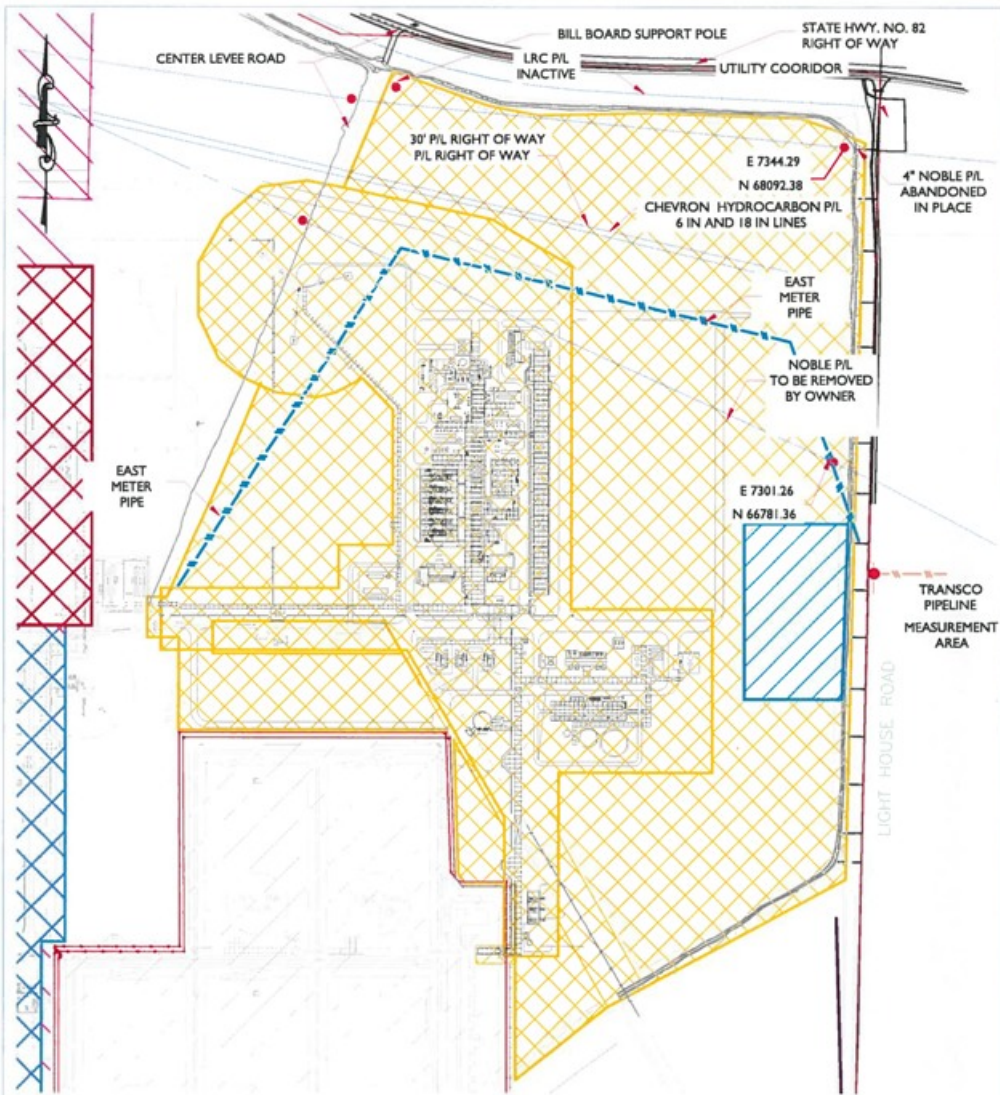 STATE HWY. NO. 82
RIGHT OF WAY
BILL BOARD SUPPORT POLE
CENTER LEVEE ROAD
LRC P/L
INACTIVE
UTILITY COORIDOR
30' P/L RIGHT OF WAY
P/L RIGHT OF WAY
E 7344.29
N 68092.38
CHEVRON HYDROCARBON P/L
6 IN AND 18 IN LINES
4" NOBLE P/L
ABANDONED
IN PLACE
EAST
METER
PIPE
NOBLE P/L
TO BE REMOVED
BY OWNER
EAST
METER
PIPE
E 7301.26
N 66781.36
TRANSCO
PIPELINE
MEASUREMENT
AREA
LIGHT HOUSE ROAD